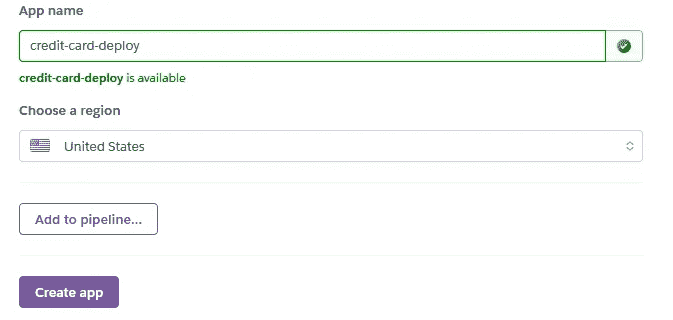 App name
credit-card-deploy
credit-card-deploy is available
Choose a region
United States
Add to pipeline...
Create app